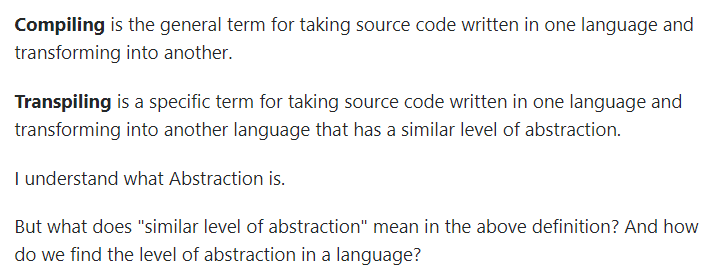 Compiling is the general term for taking source code written in one language and
transforming into another.
Transpiling is a specific term for taking source code written in one language and
transforming into another language that has a similar level of abstraction.
I understand what Abstraction is.
But what does "similar level of abstraction" mean in the above definition? And how
do we find the level of abstraction in a language?